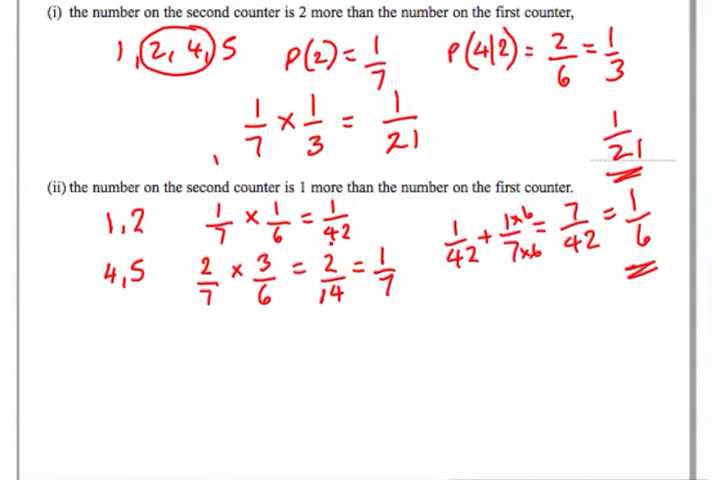 (i) the number on the second counter is 2 more than the number on the first counter,
1, 2, 4, 5 P(2) = 1/7 P(4|2) = 2/6 = 1/3
1/7 × 1/3 = 1/21
1/21
(ii) the number on the second counter is 1 more than the number on the first counter.
1,2 1/7 × 1/6 = 1/42 1/42 + 1×6/7×6 = 7/42 = 1/6
4,5 2/7 × 3/6 = 2/14 = 1/7